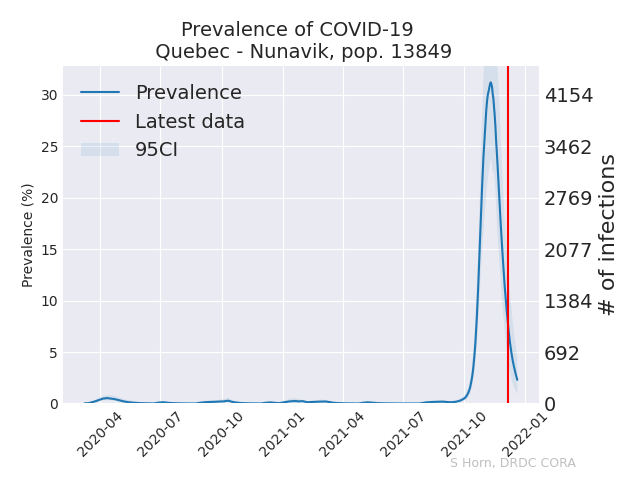 Prevalence of COVID-19
Quebec - Nunavik, pop. 13849
Prevalence
Latest data
95CI
Prevalence (%)
30
25
20
15
10
5
0
4154
3462
2769
2077
1384
692
0
# of infections
2020-04
2020-07
2020-10
2021-01
2021-04
2021-07
2021-10
2022-01
S Horn, DRDC CORA